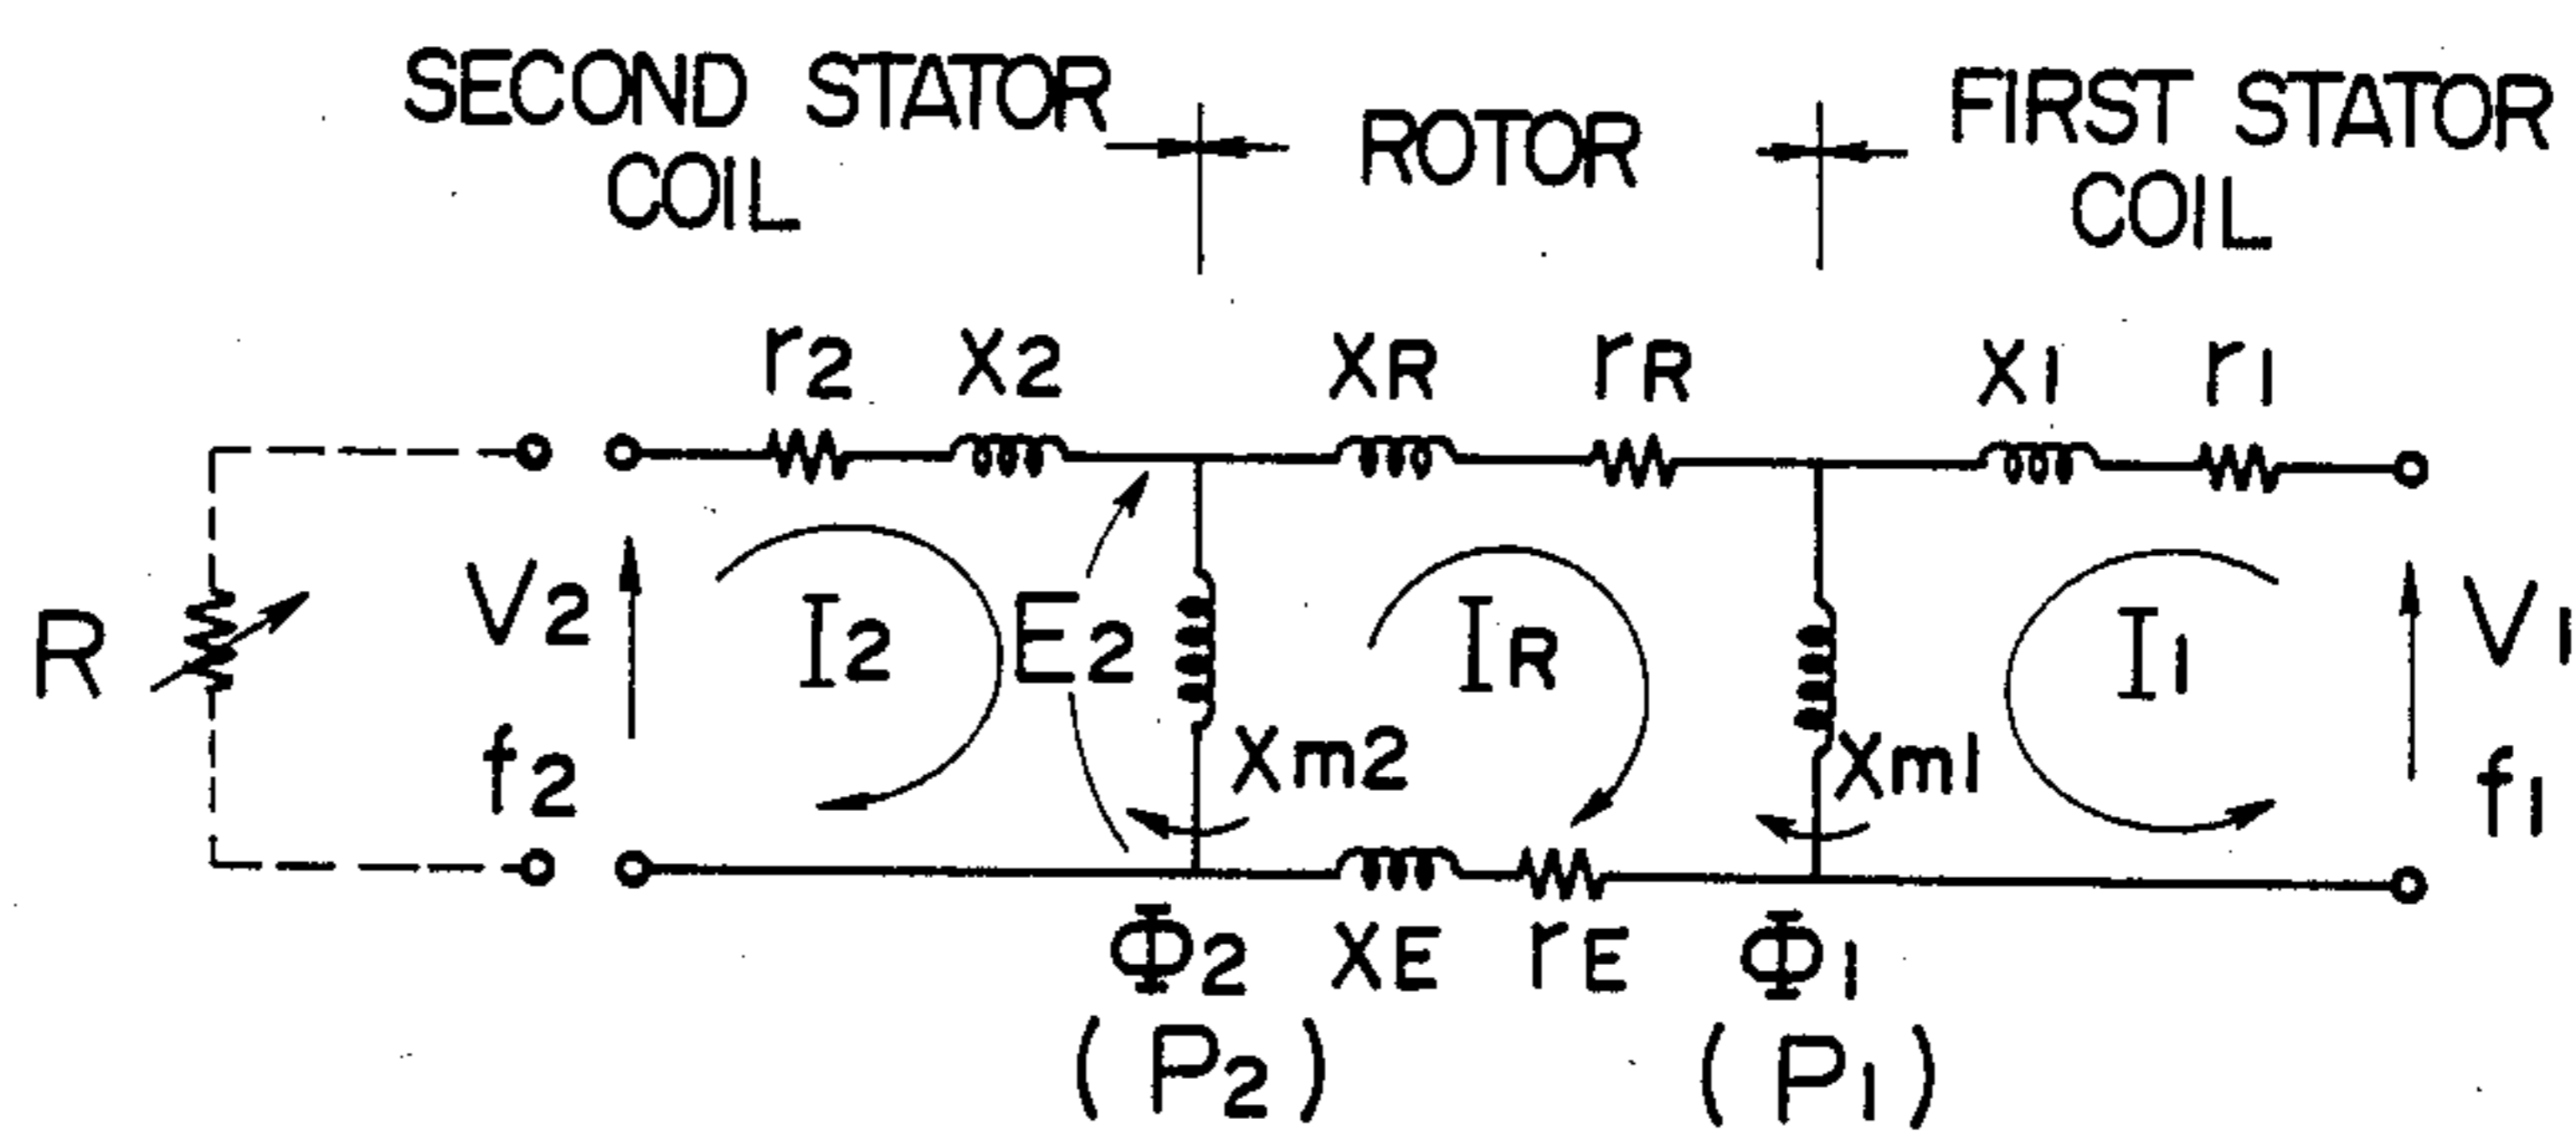 SECOND STATOR COIL
ROTOR
FIRST STATOR COIL
r2 x2 xR rR x1 r1
R V2 I2 E2 IR I1 V1
f2 xm2 xm1 f1
Φ2 xE rE Φ1
(P2) (P1)